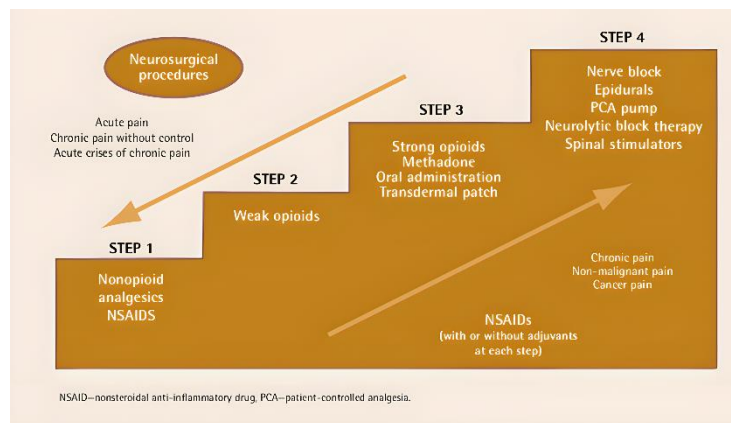 Neurosurgical
procedures
Acute pain
Chronic pain without control
Acute crises of chronic pain
STEP 1
Nonopioid
analgesics
NSAIDS
STEP 2
Weak opioids
STEP 3
Strong opioids
Methadone
Oral administration
Transdermal patch
STEP 4
Nerve block
Epidurals
PCA pump
Neurolytic block therapy
Spinal stimulators
Chronic pain
Non-malignant pain
Cancer pain
NSAIDs
(with or without adjuvants
at each step)
NSAID—nonsteroidal anti-inflammatory drug, PCA—patient-controlled analgesia.